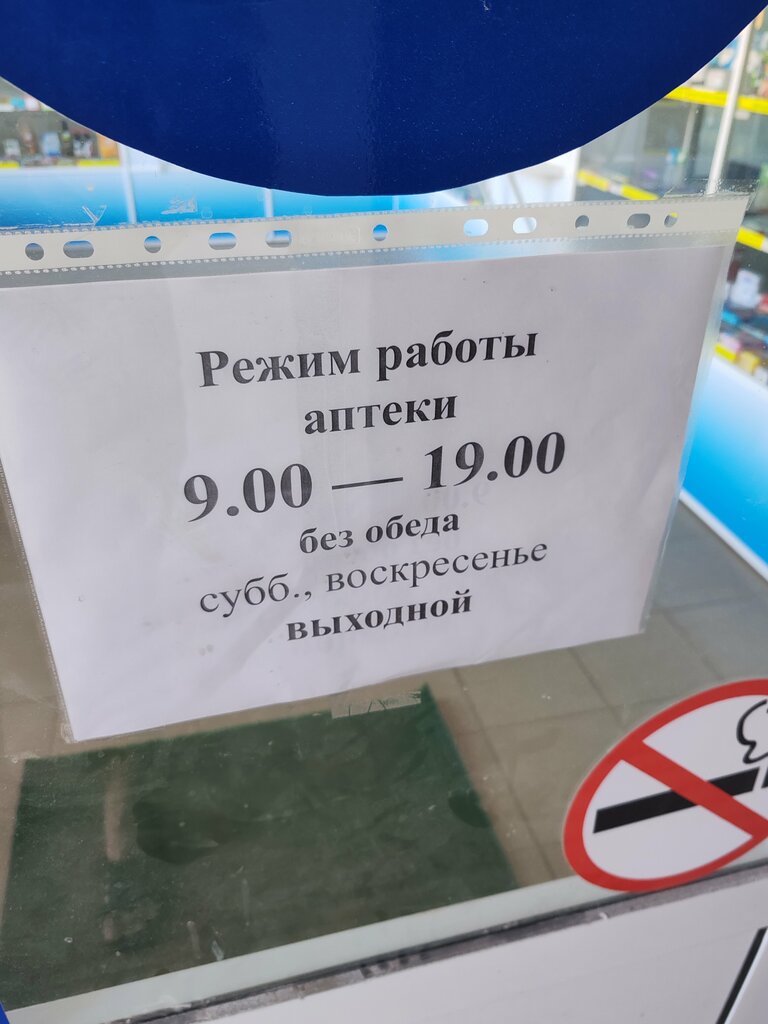 Режим работы
аптеки
9.00 — 19.00
без обеда
субб., воскресенье
выходной